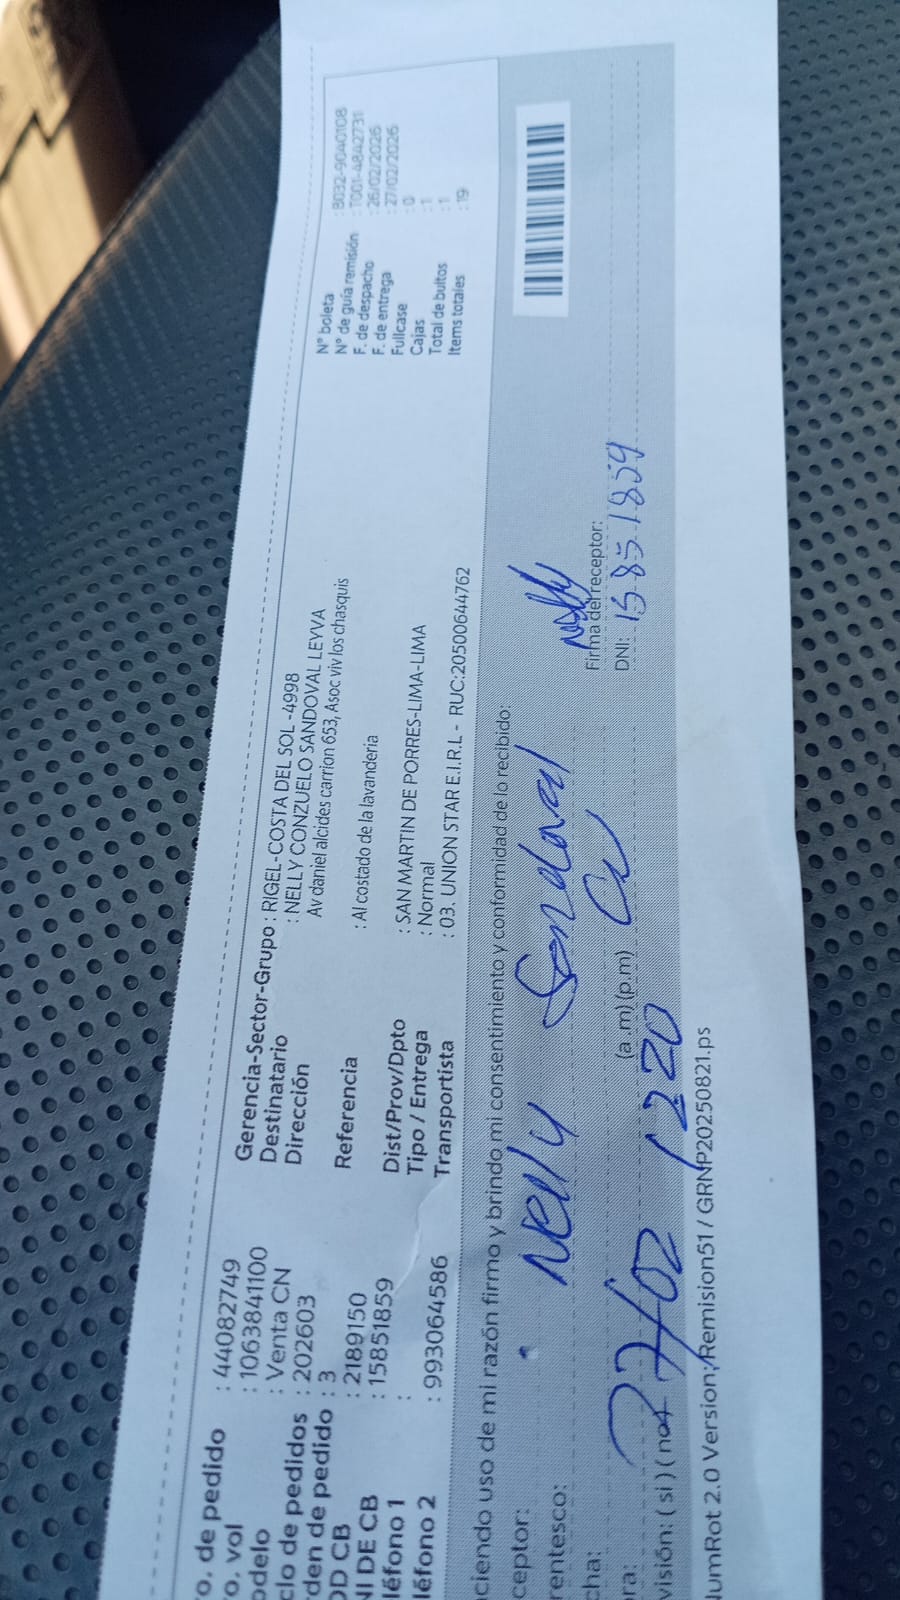 ro. de pedido : 44082749
ro. vol : 1063841100
odelo : Venta CN
clo de pedidos : 202603
rden de pedido : 3
OD CB : 2189150
NI DE CB : 15851859
léfono 1 :
léfono 2 : 993064586
Gerencia-Sector-Grupo : RIGEL-COSTA DEL SOL -4998
Destinatario : NELLY CONZUELO SANDOVAL LEYVA
Dirección Av daniel alcides carrion 653, Asoc viv los chasquis
Referencia : Al costado de la lavanderia
Dist/Prov/Dpto : SAN MARTIN DE PORRES-LIMA-LIMA
Tipo / Entrega : Normal
Transportista : 03. UNION STAR E.I.R.L - RUC:20500644762
N° boleta : B032-9040108
N° de guía remisión : T001-4842731
F. de despacho : 26/02/2026
F. de entrega : 27/02/2026
Fullcase : 0
Cajas : 1
Total de bultos : 1
Items totales : 19
ciendo uso de mi razón firmo y brindo mi consentimiento y conformidad de lo recibido:
ceptor: Nelly Sandoval
rentesco:
cha: 27/02
ra: 1220 (a .m) (p.m)
visión: ( si ) ( no
Firma del receptor: Nelly
DNI: 15851859
NumRot 2.0 Version:/Remision51 / GRNP20250821.ps